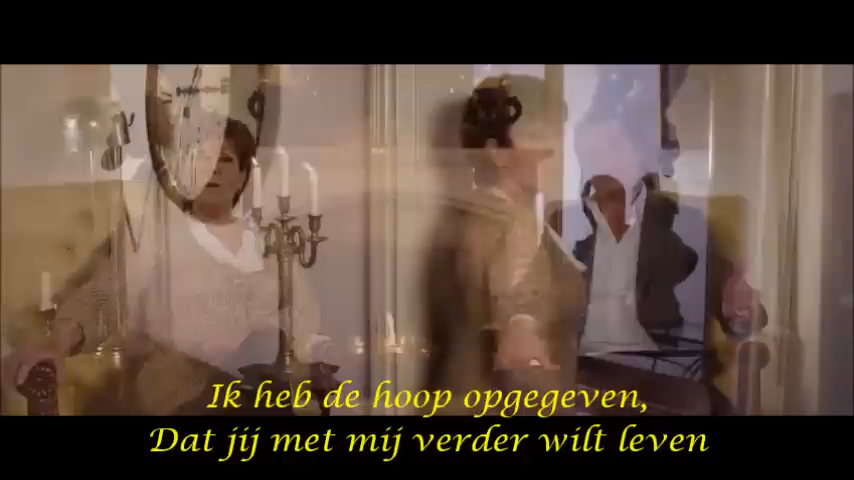 Ik heb de hoop opgegeven,
Dat jij met mij verder wilt leven